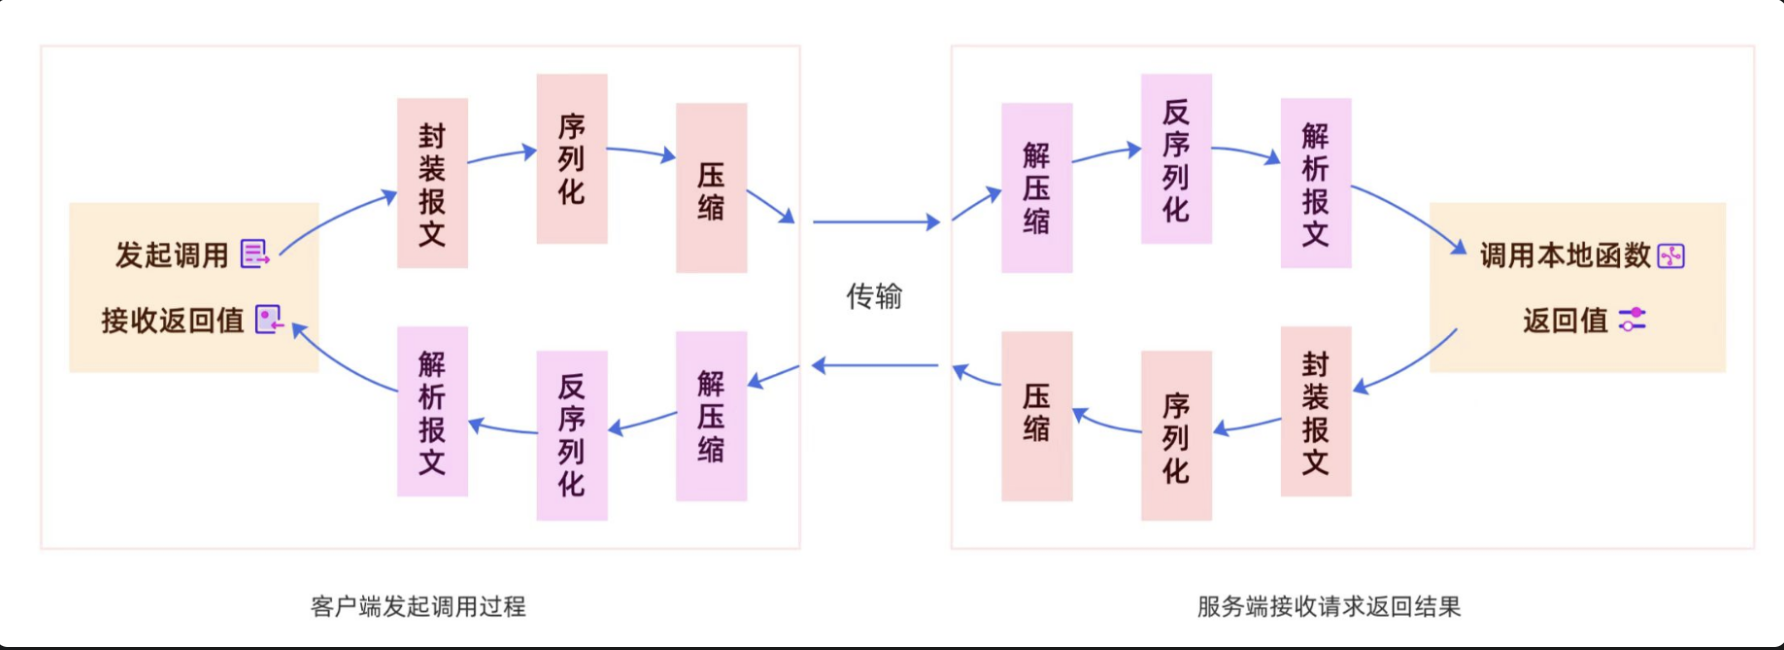 发起调用
接收返回值
封装报文
序列化
压缩
解析报文
反序列化
解压缩
客户端发起调用过程
传输
解压缩
反序列化
解析报文
压缩
序列化
封装报文
调用本地函数
返回值
服务端接收请求返回结果